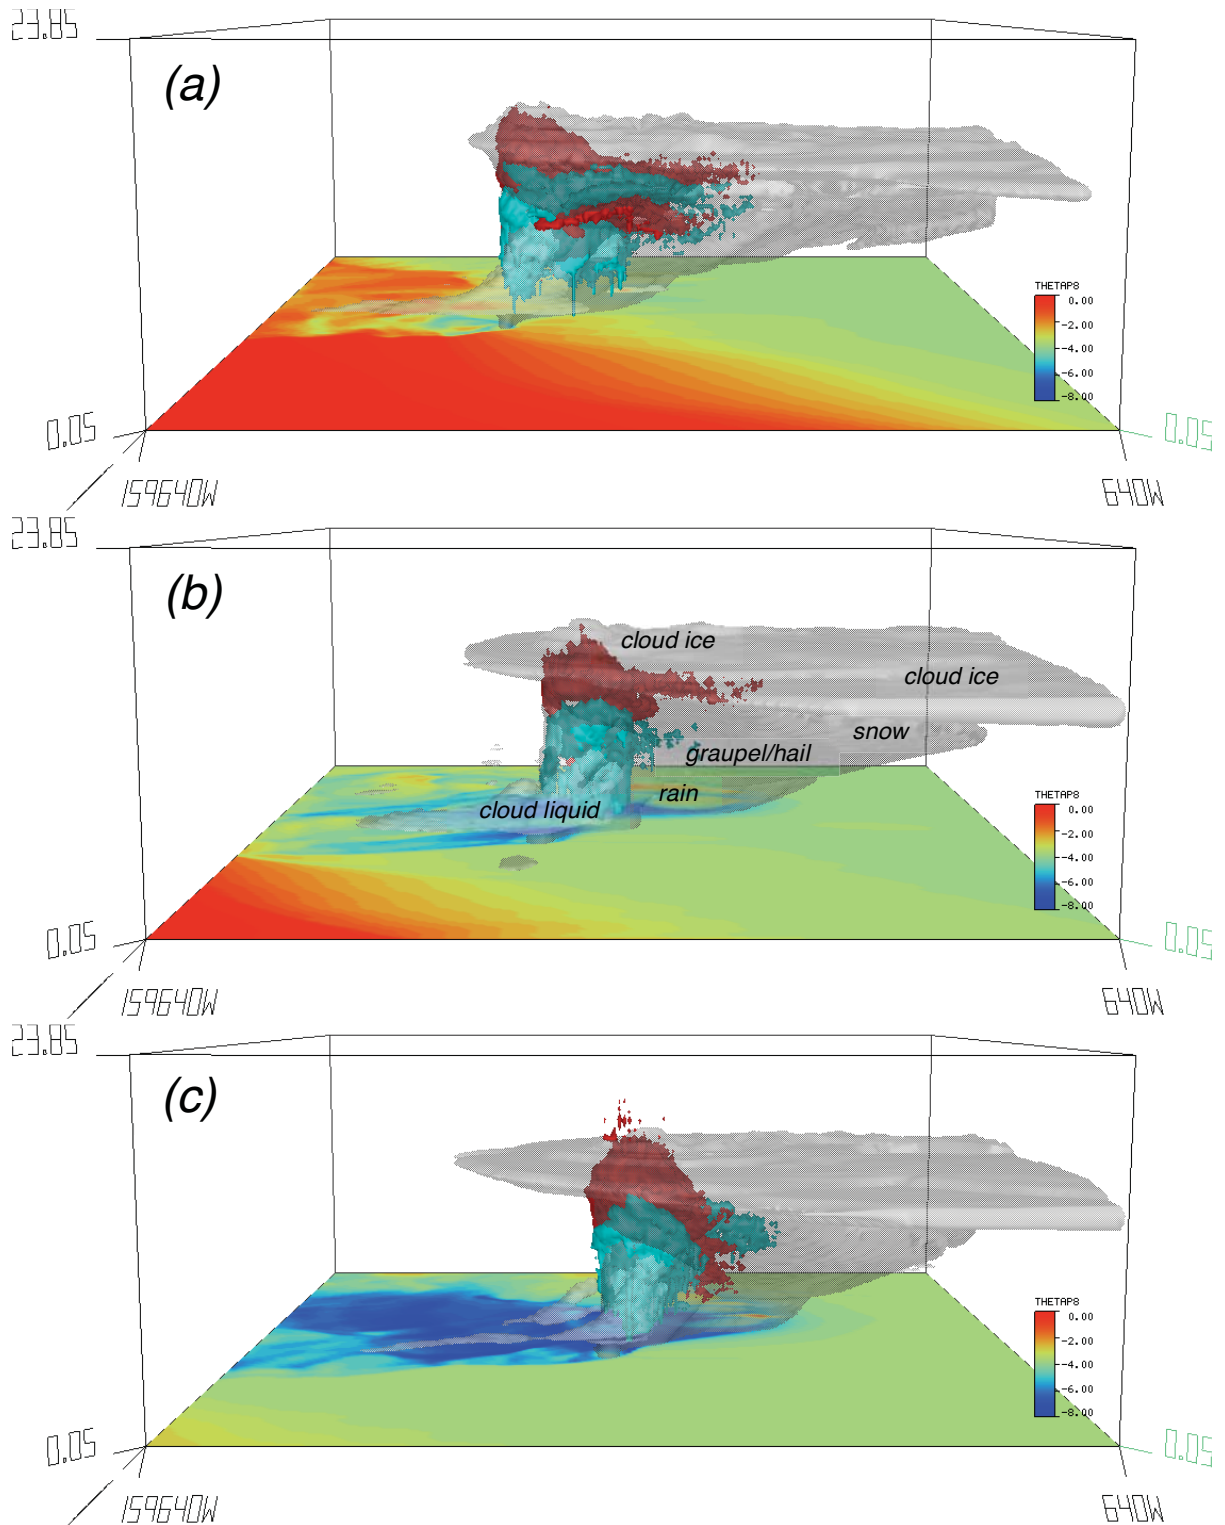 23.85
(a)
THETAP8
0.00
-2.00
-4.00
-6.00
-8.00
0.05
0.05
159640W
640W
23.85
(b)
cloud ice
cloud ice
snow
graupel/hail
rain
cloud liquid
THETAP8
0.00
-2.00
-4.00
-6.00
-8.00
0.05
0.05
159640W
640W
23.85
(c)
THETAP8
0.00
-2.00
-4.00
-6.00
-8.00
0.05
0.05
159640W
640W